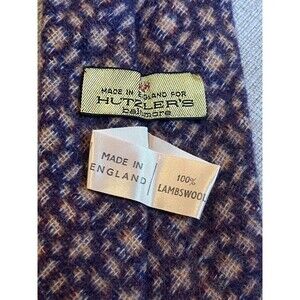 MADE IN ENGLAND FOR
HUTZLER'S
baltimore
MADE IN
ENGLAND
100%
LAMBSWOOL